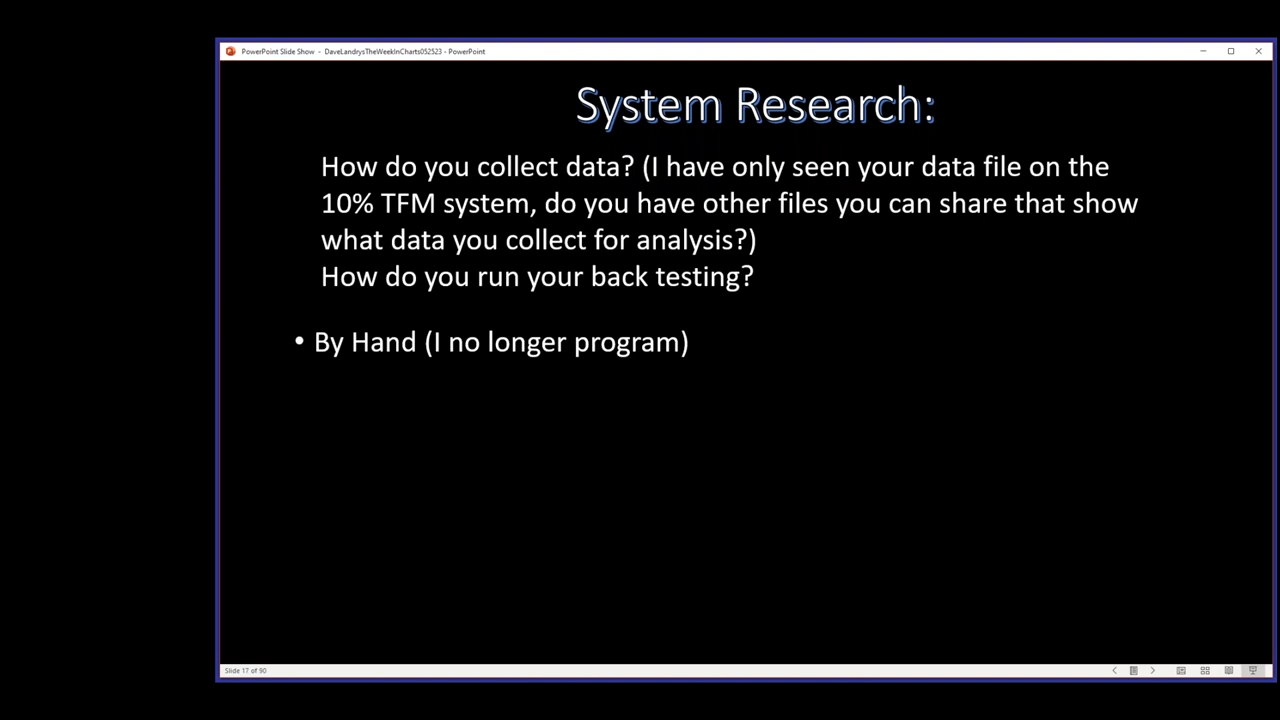 PowerPoint Slide Show - DaveLandrysTheWeekInCharts052523 - PowerPoint
System Research:
How do you collect data? (I have only seen your data file on the
10% TFM system, do you have other files you can share that show
what data you collect for analysis?)
How do you run your back testing?
• By Hand (I no longer program)
Slide 17 of 90